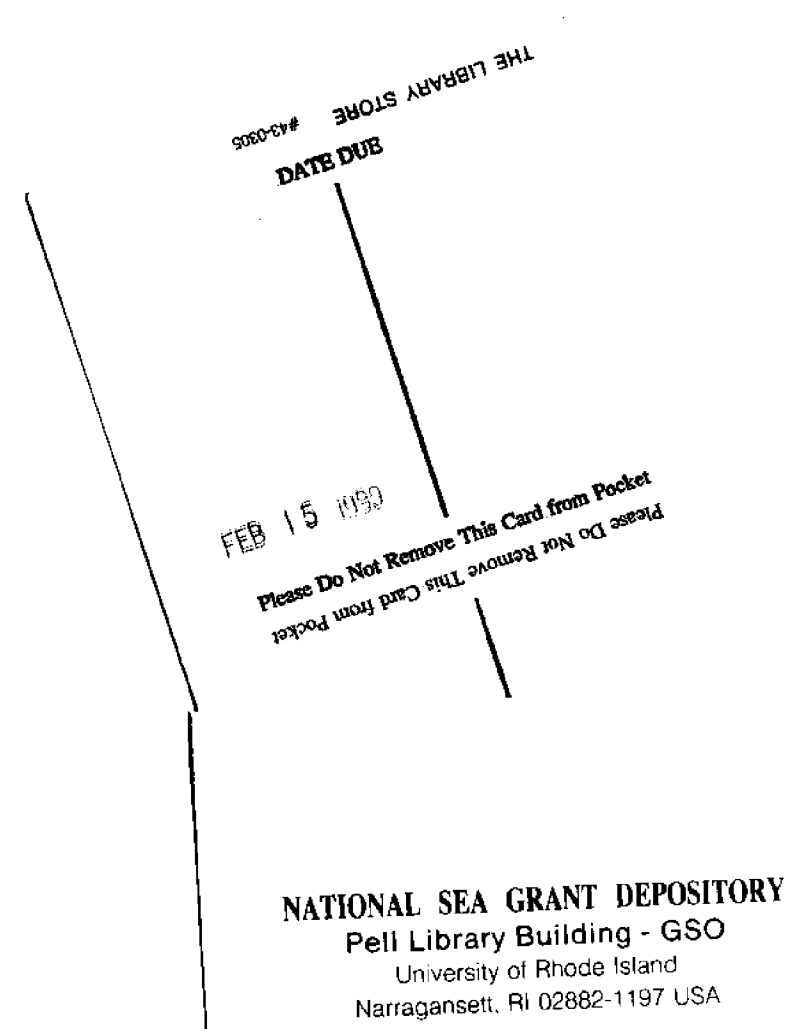 THE LIBRARY STORE #43-0305
DATE DUE
FEB 15 1990
Please Do Not Remove This Card from Pocket
Please Do Not Remove This Card from Pocket
NATIONAL SEA GRANT DEPOSITORY
Pell Library Building - GSO
University of Rhode Island
Narragansett, RI 02882-1197 USA